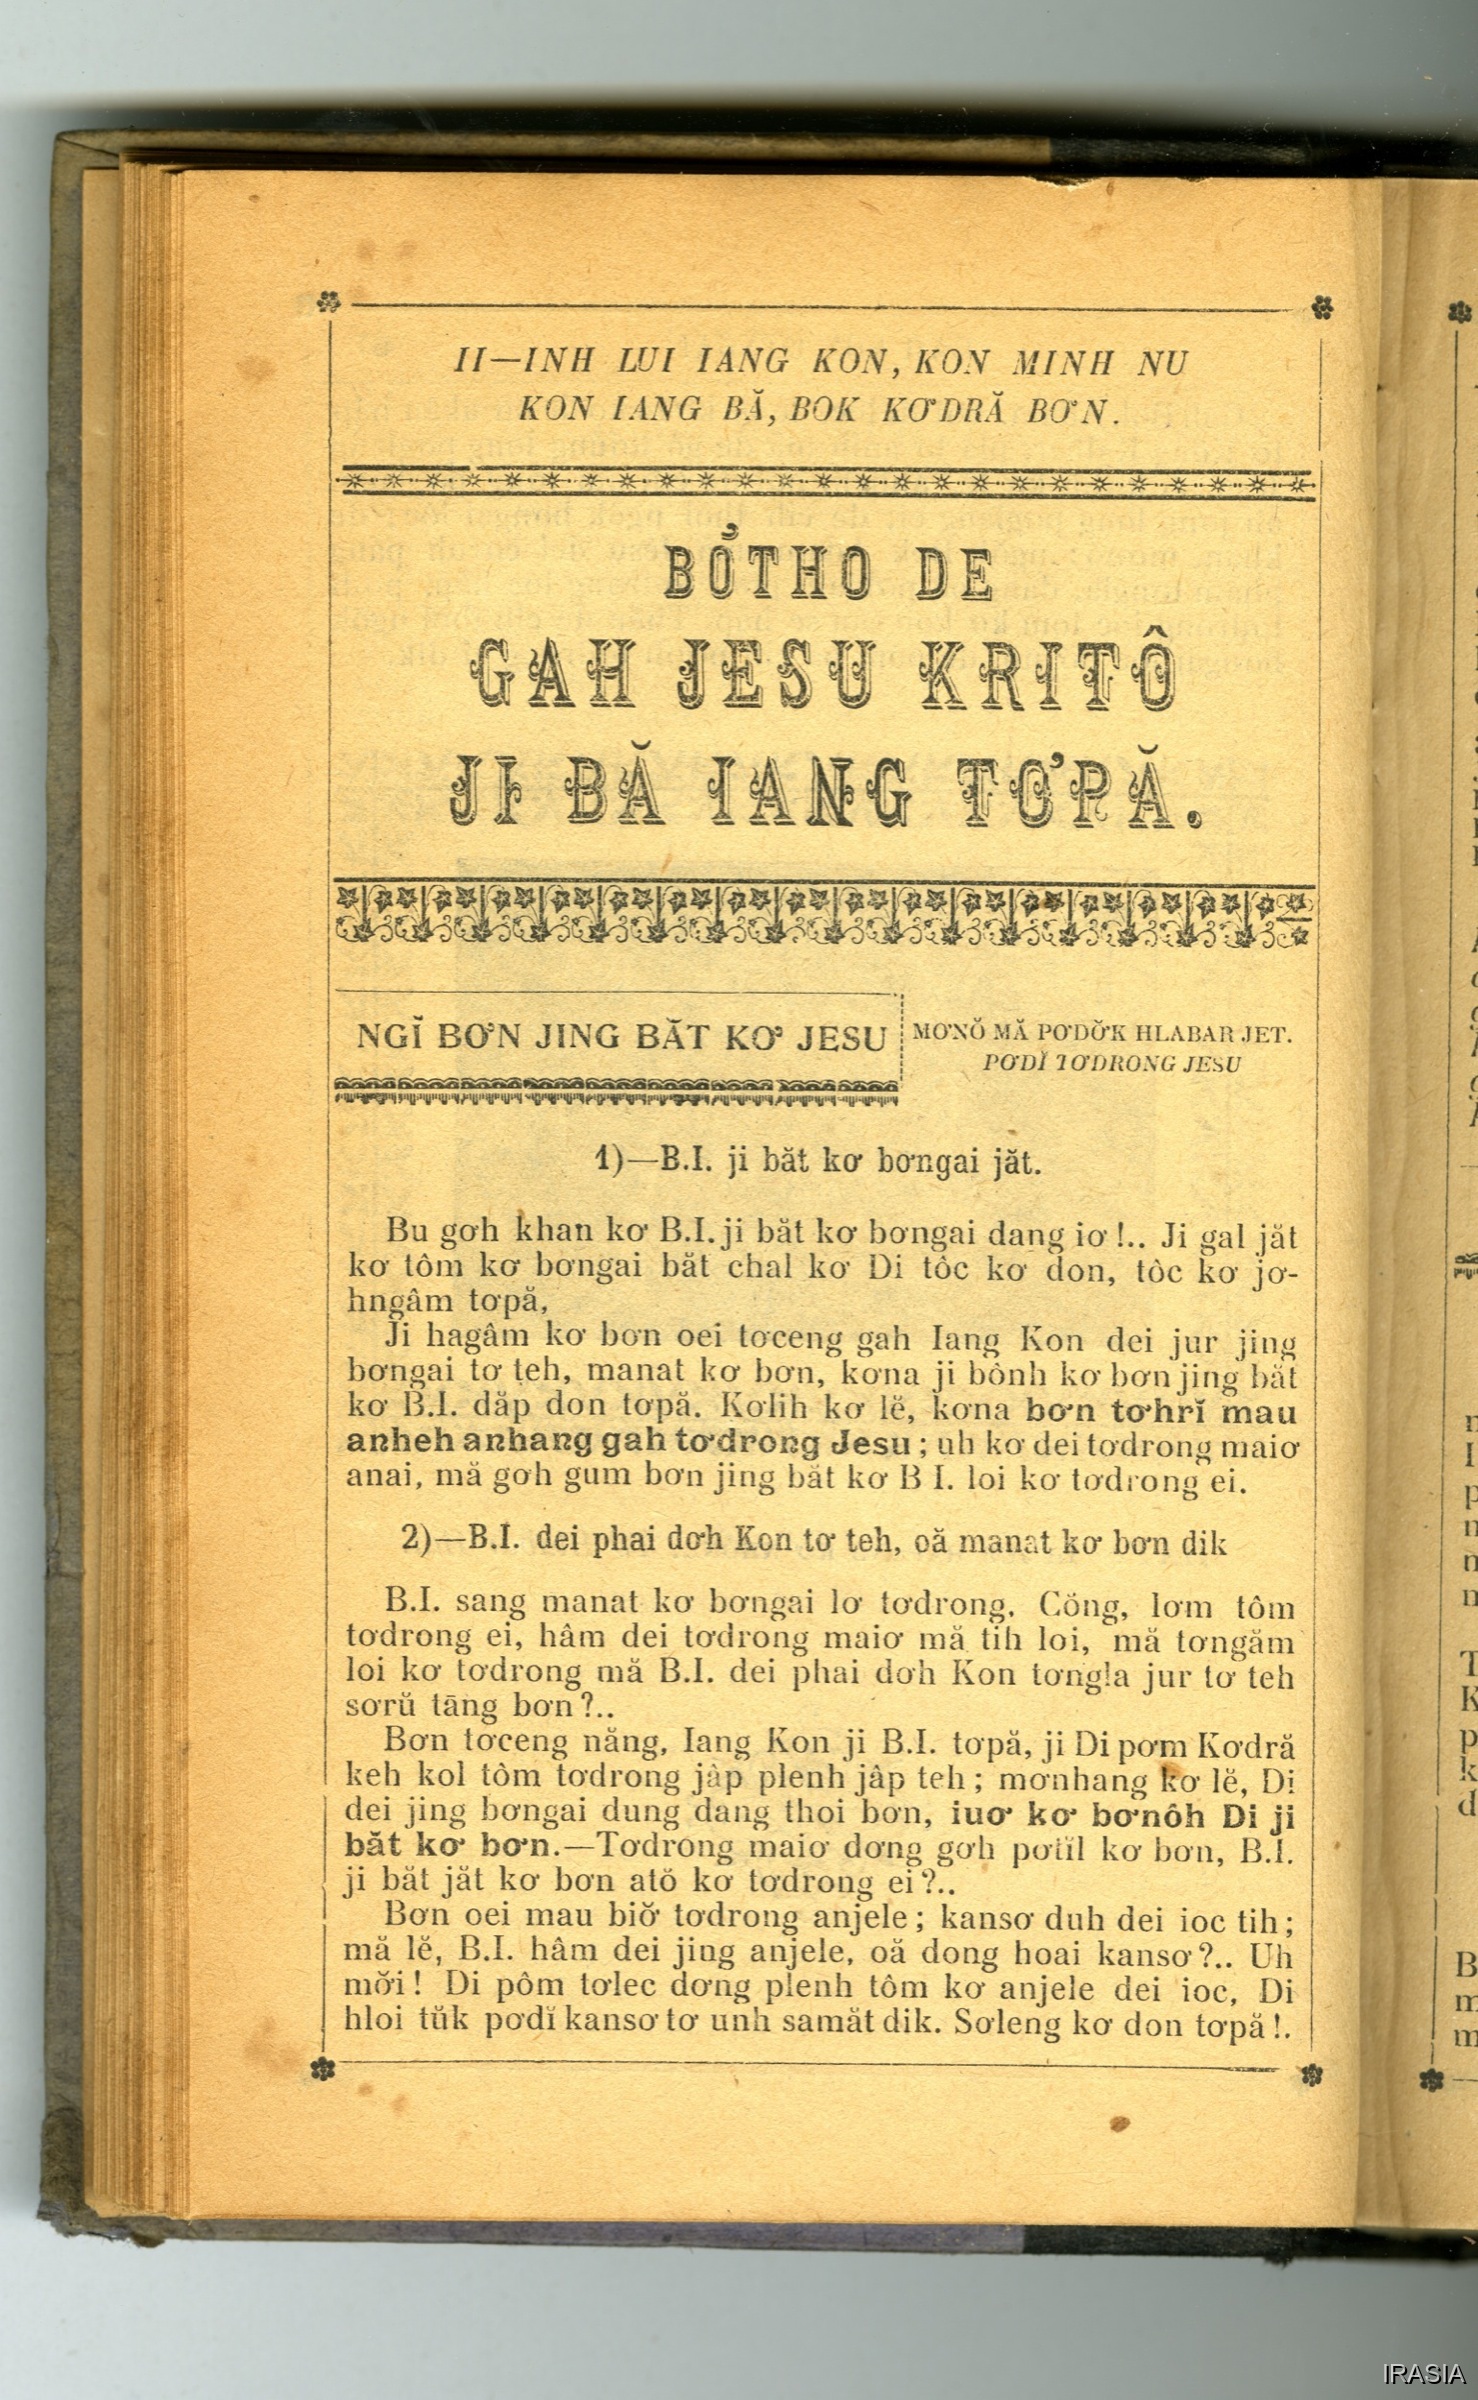 II—INH LUI IANG KON, KON MINH NU
KON IANG BĂ, BOK KƠDRĂ BƠN.
BƠTHO DE
GAH JESU KRITÔ
JI BĂ IANG TƠPĂ.
NGĬ BƠN JING BĂT KƠ JESU
MƠNŎ MĂ PƠDƠ̆K HLABAR JET.
PƠDĬ TƠDRONG JESU
1)—B.I. ji băt kơ bơngai jăt.
Bu gơh khan kơ B.I. ji băt kơ bơngai dang iơ!.. Ji gal jăt
kơ tôm kơ bơngai băt chal kơ Di tôc kơ don, tôc kơ jơ-
hngâm tơpă,
Ji hagâm kơ bơn oei tơceng gah Iang Kon dei jur jing
bơngai tơ teh, manat kơ bơn, kơna ji bônh kơ bơn jing băt
kơ B.I. dăp don tơpă. Kơlih kơ lĕ, kơna bơn tơhrĭ mau
anheh anhang gah tơdrong Jesu; uh kơ dei tơdrong maiơ
anai, mă gơh gum bơn jing băt kơ B I. loi kơ tơdrong ei.
2)—B.I. dei phai dơh Kon tơ teh, oă manat kơ bơn dik
B.I. sang manat kơ bơngai lơ tơdrong, Cŏng, lơm tôm
tơdrong ei, hâm dei tơdrong maiơ mă tih loi, mă tơngăm
loi kơ tơdrong mă B.I. dei phai dơh Kon tơngla jur tơ teh
sơrŭ tāng bơn?..
Bơn tơceng năng, Iang Kon ji B.I. tơpă, ji Di pơm Kơdră
keh kol tôm tơdrong jâp plenh jâp teh; mơnhang kơ lĕ, Di
dei jing bơngai dung dang thoi bơn, iuơ kơ bơnôh Di ji
băt kơ bơn.—Tơdrong maiơ dơng gơh pơtĭl kơ bơn, B.I.
ji băt jăt kơ bơn atŏ kơ tơdrong ei?..
Bơn oei mau biơ̆ tơdrong anjele; kansơ duh dei ioc tih;
mă lĕ, B.I. hâm dei jing anjele, oă dong hoai kansơ?.. Uh
mơ̆i! Di pôm tơlec dơng plenh tôm kơ anjele dei ioc, Di
hloi tŭk pơdĭ kansơ tơ unh samăt dik. Sơleng kơ don tơpă!.
IRASIA